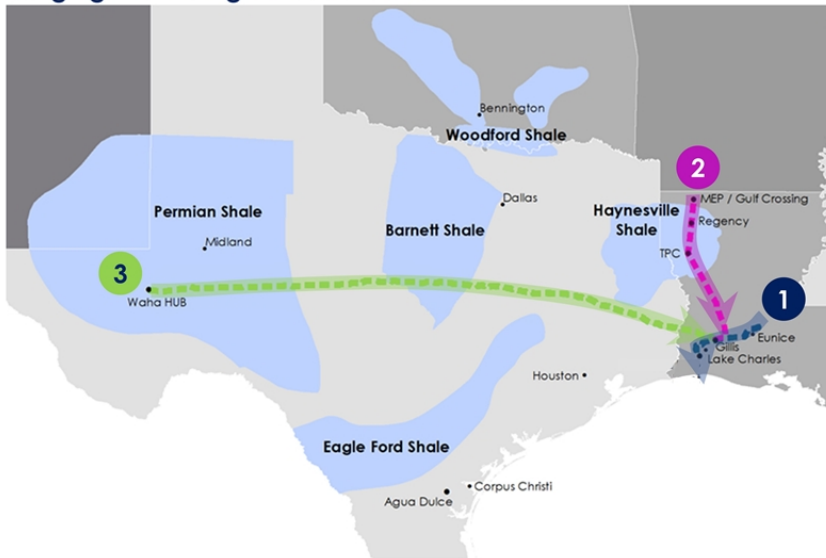 Bennington
Woodford Shale
2
MEP / Gulf Crossing
Dallas
Haynesville
Shale
Regency
Permian Shale
Barnett Shale
Midland
TPC
3
Waha HUB
1
Eunice
Gillis
Lake Charles
Houston
Eagle Ford Shale
Corpus Christi
Agua Dulce